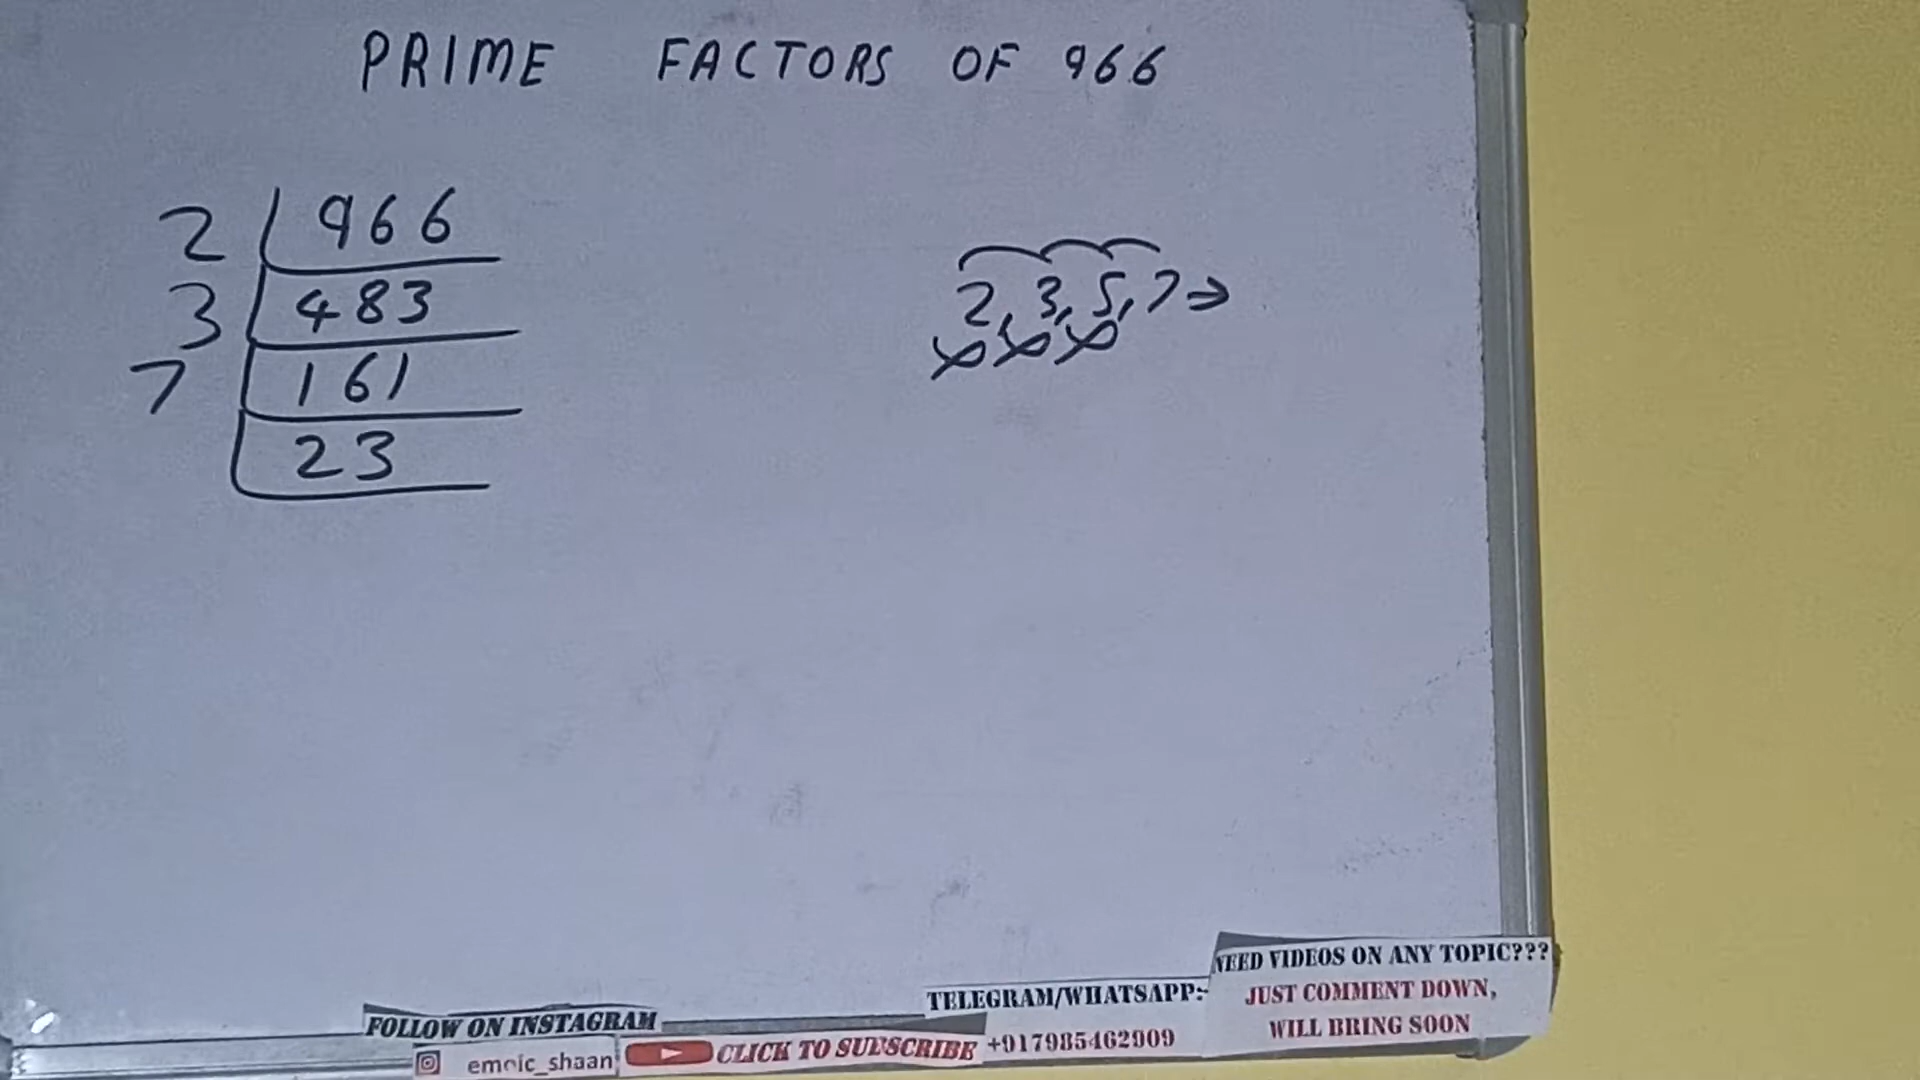 PRIME FACTORS OF 966
2 966
3 483
7 161
23
2, 3, 5, 7 ⇒
NEED VIDEOS ON ANY TOPIC???
JUST COMMENT DOWN,
WILL BRING SOON
TELEGRAM/WHATSAPP:-
+917985462909
FOLLOW ON INSTAGRAM
emoic_shaan
CLICK TO SUBSCRIBE